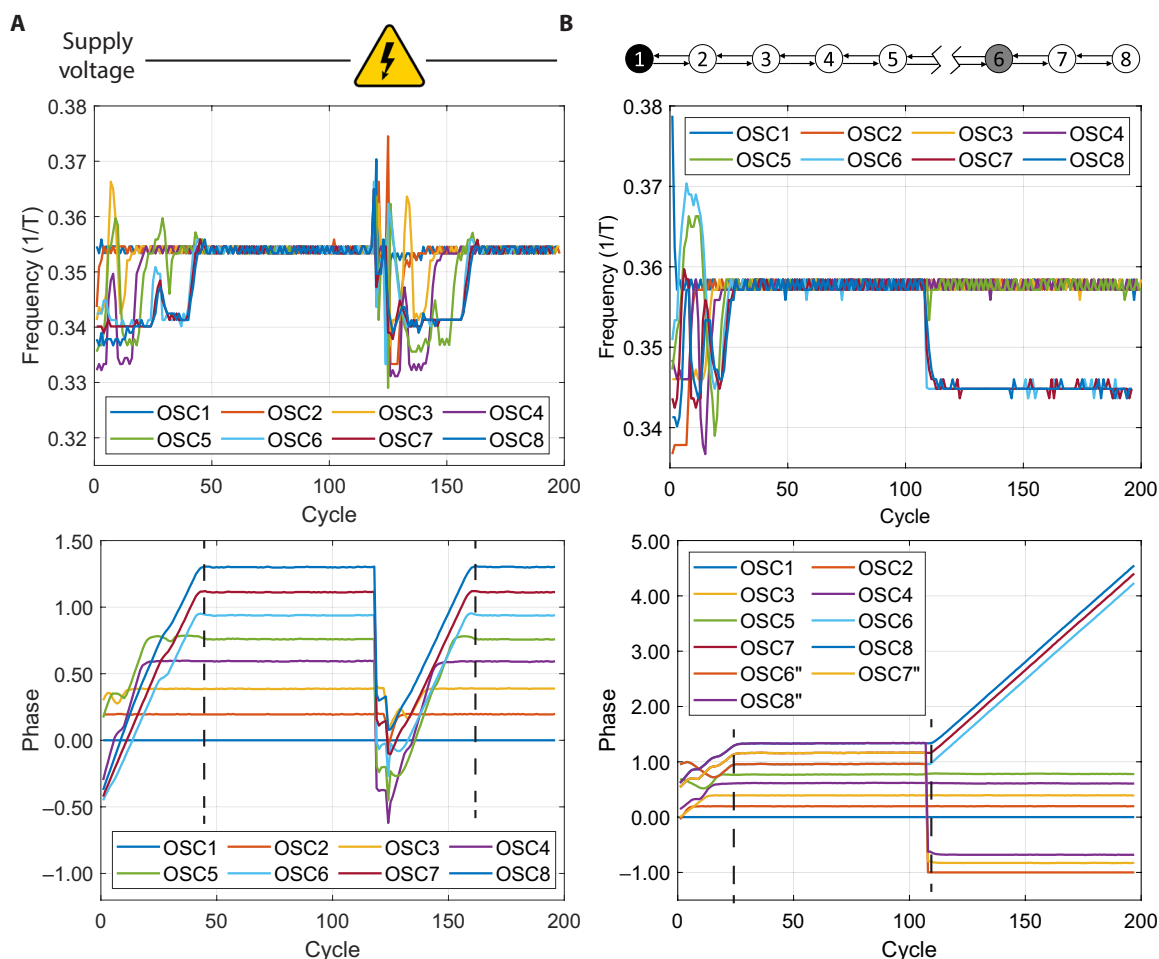 A
Supply
voltage
B
1 2 3 4 5 6 7 8
0.38
0.37
0.36
0.35
0.34
0.33
0.32
Frequency (1/T)
OSC1 OSC2 OSC3 OSC4
OSC5 OSC6 OSC7 OSC8
0 50 100 150 200
Cycle
0.38
0.37
0.36
0.35
0.34
Frequency (1/T)
OSC1 OSC2 OSC3 OSC4
OSC5 OSC6 OSC7 OSC8
0 50 100 150 200
Cycle
1.50
1.00
0.50
0.00
–0.50
–1.00
Phase
OSC1 OSC2 OSC3 OSC4
OSC5 OSC6 OSC7 OSC8
0 50 100 150 200
Cycle
5.00
4.00
3.00
2.00
1.00
0.00
–1.00
Phase
OSC1 OSC2
OSC3 OSC4
OSC5 OSC6
OSC7 OSC8
OSC6" OSC7"
OSC8"
0 50 100 150 200
Cycle